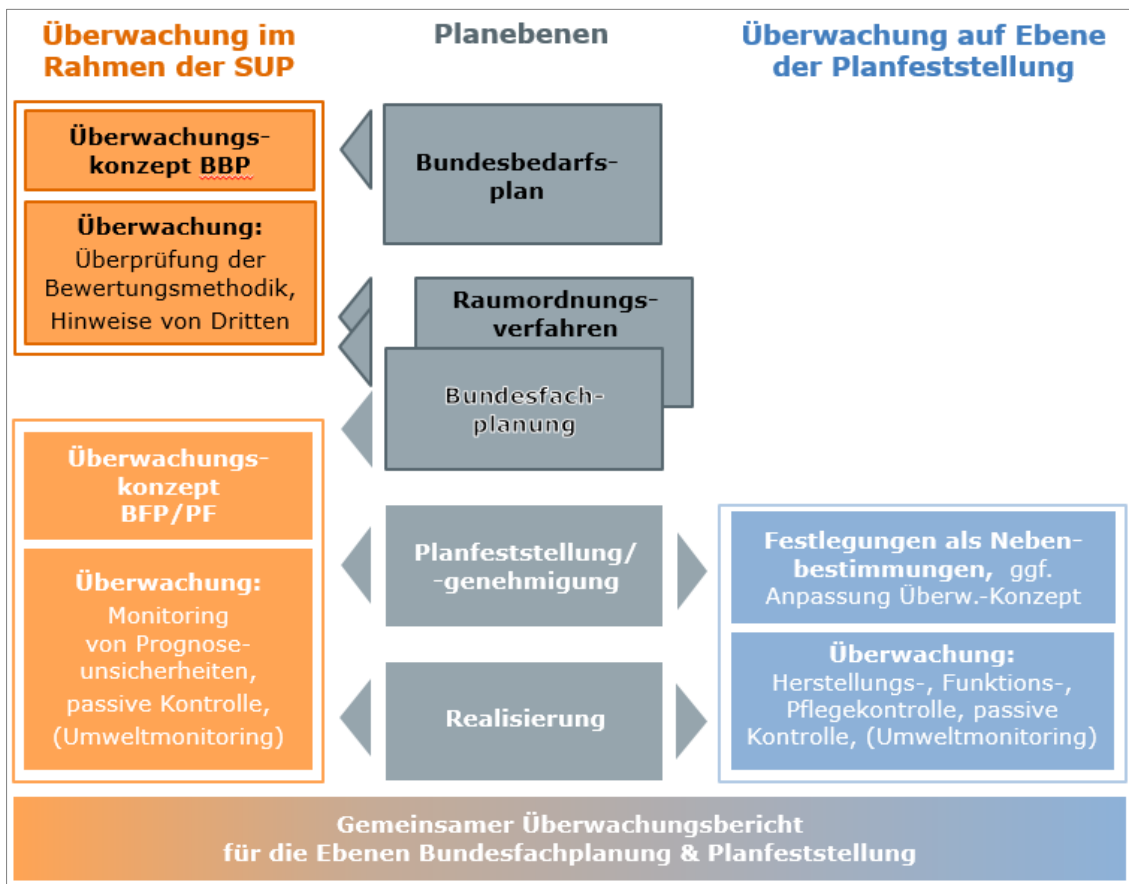 Überwachung im
Rahmen der SUP
Planebenen
Überwachung auf Ebene
der Planfeststellung
Überwachungs-
konzept BBP
Überwachung:
Überprüfung der
Bewertungsmethodik,
Hinweise von Dritten
Bundesbedarfs-
plan
Raumordnungs-
verfahren
Bundesfach-
planung
Überwachungs-
konzept
BFP/PF
Überwachung:
Monitoring
von Prognose-
unsicherheiten,
passive Kontrolle,
(Umweltmonitoring)
Planfeststellung/
-genehmigung
Realisierung
Festlegungen als Neben-
bestimmungen, ggf.
Anpassung Überw.-Konzept
Überwachung:
Herstellungs-, Funktions-,
Pflegekontrolle, passive
Kontrolle, (Umweltmonitoring)
Gemeinsamer Überwachungsbericht
für die Ebenen Bundesfachplanung & Planfeststellung